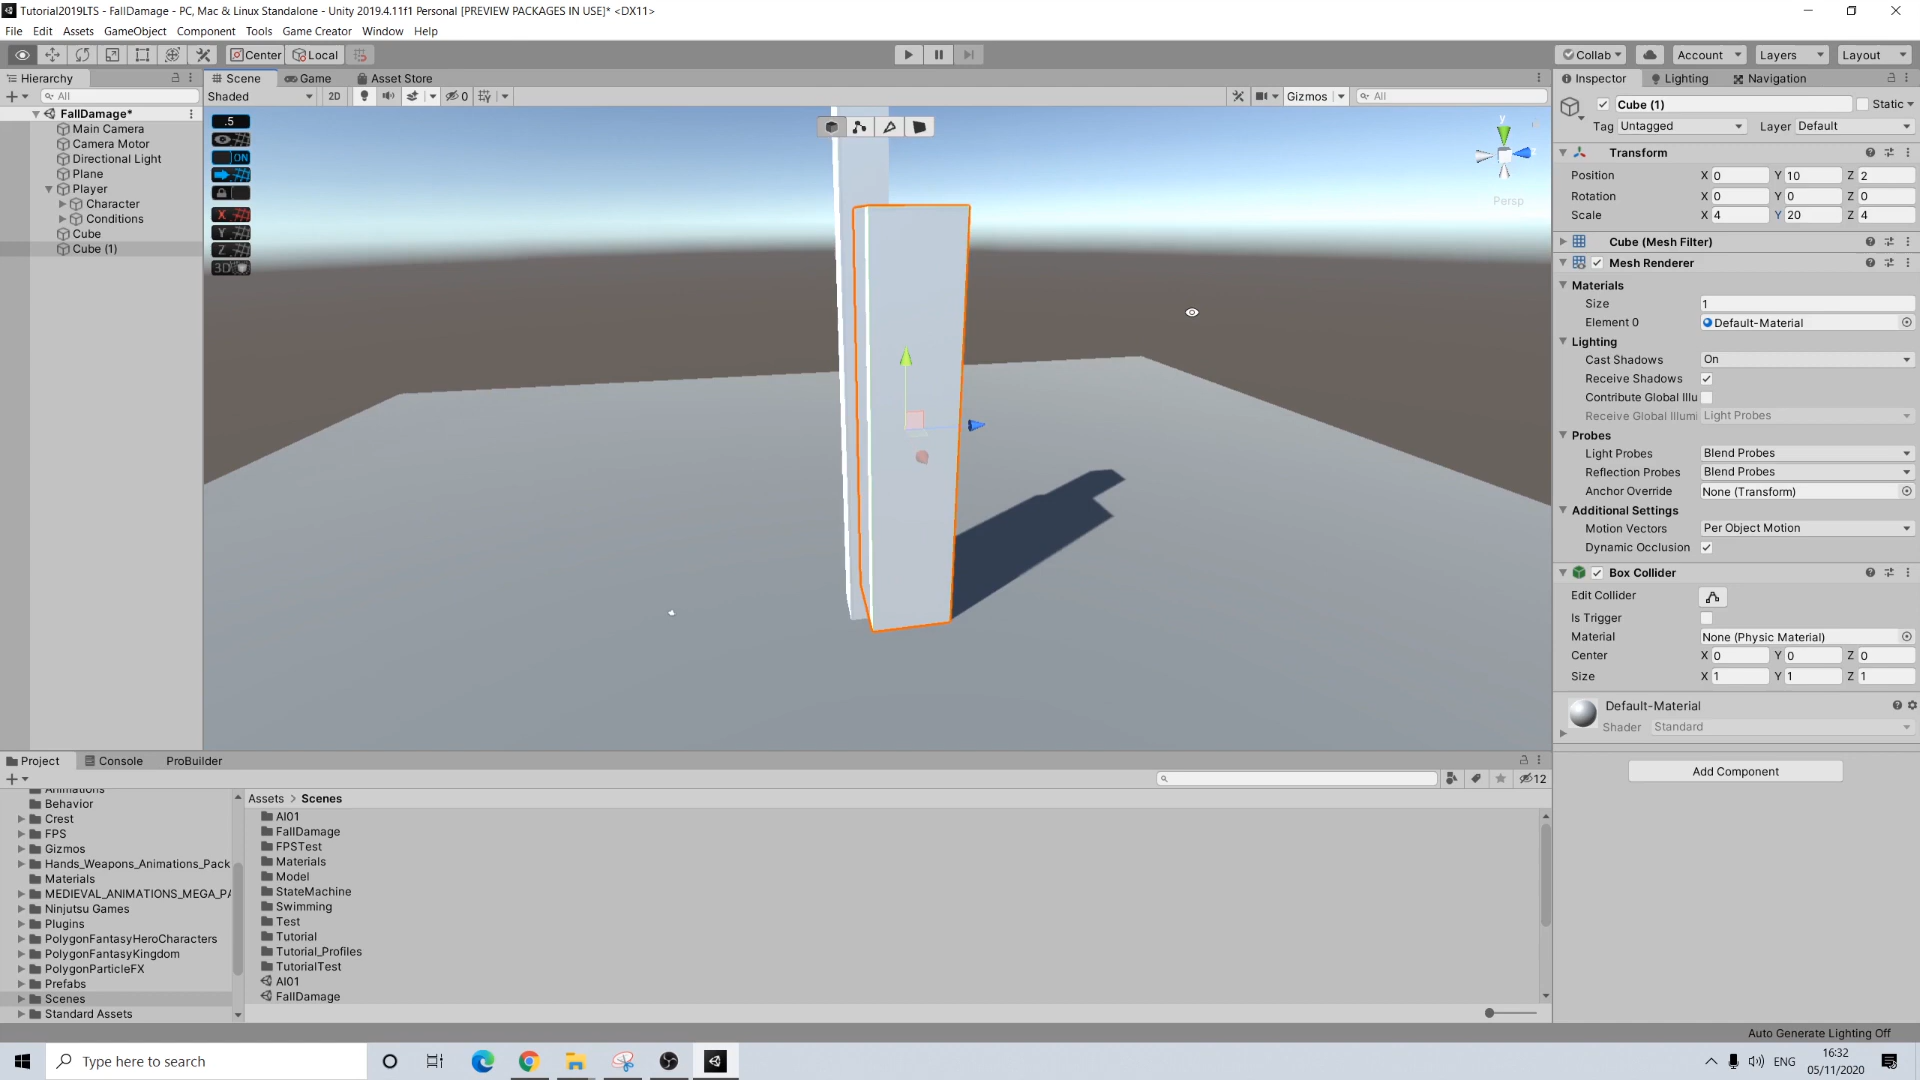 Tutorial2019LTS - FallDamage - PC, Mac & Linux Standalone - Unity 2019.4.11f1 Personal [PREVIEW PACKAGES IN USE]* <DX11>
File Edit Assets GameObject Component Tools Game Creator Window Help
Center Local Collab Account Layers Layout
Hierarchy Scene Game Asset Store Inspector Lighting Navigation
All Shaded 2D 0 Gizmos All
Cube (1) Static
Tag Untagged Layer Default
FallDamage*
Main Camera
Camera Motor
Directional Light
Plane
Player
Character
Conditions
Cube
Cube (1)
.5
ON
X
Y
Z
3D
y
Persp
Transform
Position X 0 Y 10 Z 2
Rotation X 0 Y 0 Z 0
Scale X 4 Y 20 Z 4
Cube (Mesh Filter)
Mesh Renderer
Materials
Size 1
Element 0 Default-Material
Lighting
Cast Shadows On
Receive Shadows
Contribute Global Illu
Receive Global Illumi Light Probes
Probes
Light Probes Blend Probes
Reflection Probes Blend Probes
Anchor Override None (Transform)
Additional Settings
Motion Vectors Per Object Motion
Dynamic Occlusion
Box Collider
Edit Collider
Is Trigger
Material None (Physic Material)
Center X 0 Y 0 Z 0
Size X 1 Y 1 Z 1
Default-Material
Shader Standard
Add Component
Project Console ProBuilder
12
Animations
Behavior
Crest
FPS
Gizmos
Hands_Weapons_Animations_Pack
Materials
MEDIEVAL_ANIMATIONS_MEGA_PA
Ninjutsu Games
Plugins
PolygonFantasyHeroCharacters
PolygonFantasyKingdom
PolygonParticleFX
Prefabs
Scenes
Standard Assets
Assets > Scenes
AI01
FallDamage
FPSTest
Materials
Model
StateMachine
Swimming
Test
Tutorial
Tutorial_Profiles
TutorialTest
AI01
FallDamage
Auto Generate Lighting Off
Type here to search
ENG
16:32
05/11/2020